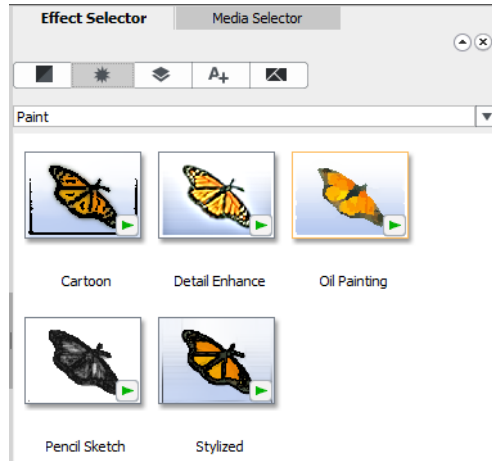 Effect Selector Media Selector
A+
Paint
Cartoon Detail Enhance Oil Painting
Pencil Sketch Stylized